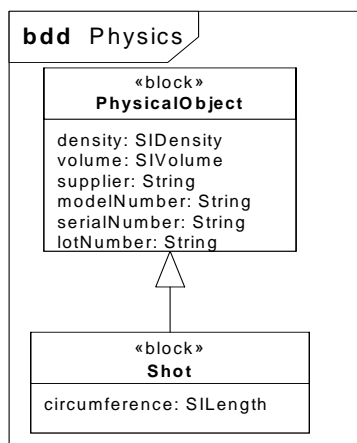 bdd Physics
«block»
PhysicalObject
density: SIDensity
volume: SIVolume
supplier: String
modelNumber: String
serialNumber: String
lotNumber: String
«block»
Shot
circumference: SILength